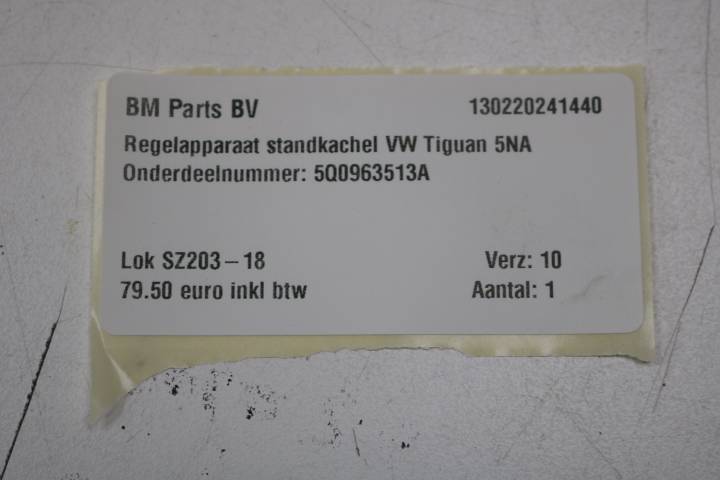 BM Parts BV 130220241440
Regelapparaat standkachel VW Tiguan 5NA
Onderdeelnummer: 5Q0963513A
Lok SZ203-18 Verz: 10
79.50 euro inkl btw Aantal: 1